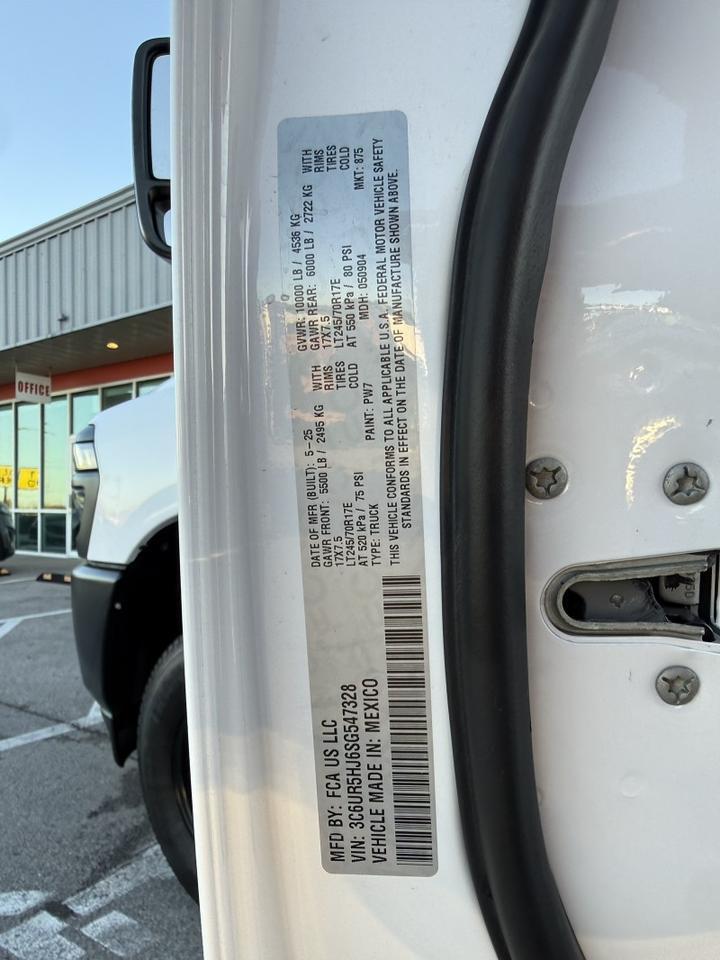 MFD BY: FCA US LLC
VIN: 3C6UR5HJ6SG547328
VEHICLE MADE IN: MEXICO
DATE OF MFR (BUILT): 5-25
GAWR FRONT: 5500 LB / 2495 KG WITH
17X7.5 RIMS
LT245/70R17E TIRES
AT 520 kPa / 75 PSI COLD
TYPE: TRUCK PAINT: PW7
GVWR: 10000 LB / 4536 KG
GAWR REAR: 6000 LB / 2722 KG WITH
17X7.5 RIMS
LT245/70R17E TIRES
AT 550 kPa / 80 PSI COLD
MDH: 050904 MKT: 875
THIS VEHICLE CONFORMS TO ALL APPLICABLE U.S.A. FEDERAL MOTOR VEHICLE SAFETY
STANDARDS IN EFFECT ON THE DATE OF MANUFACTURE SHOWN ABOVE.
OFFICE